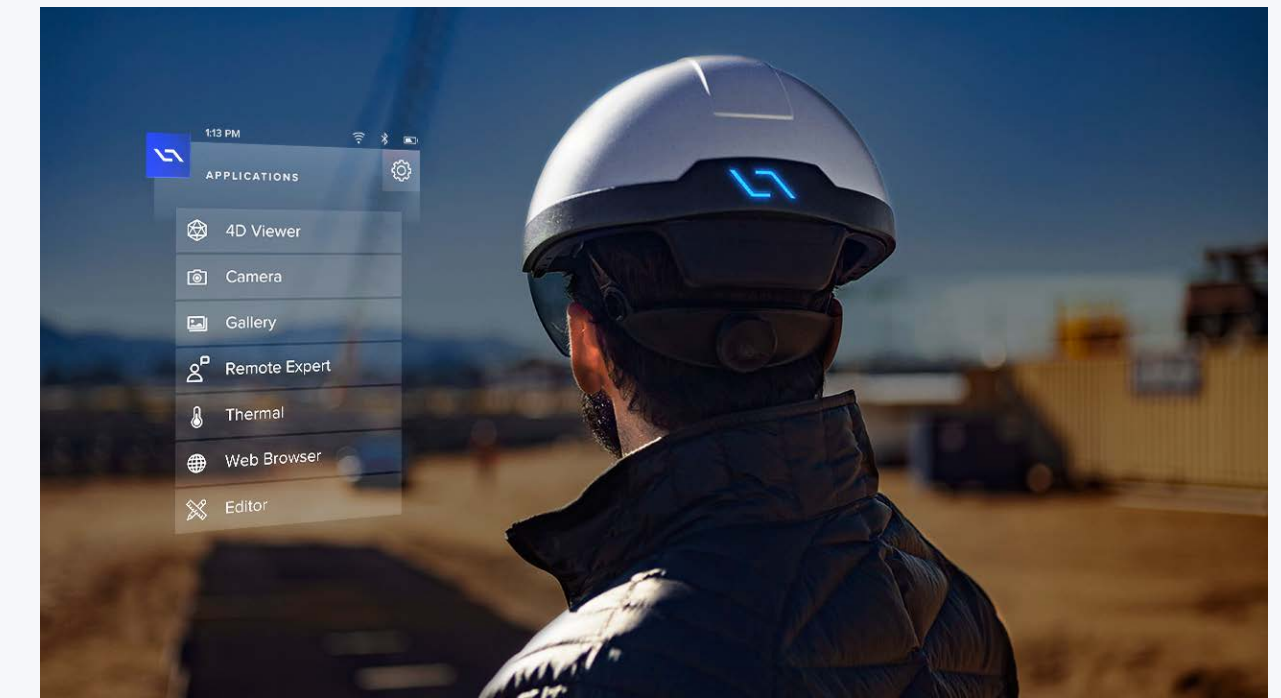 1:13 PM
APPLICATIONS
4D Viewer
Camera
Gallery
Remote Expert
Thermal
Web Browser
Editor